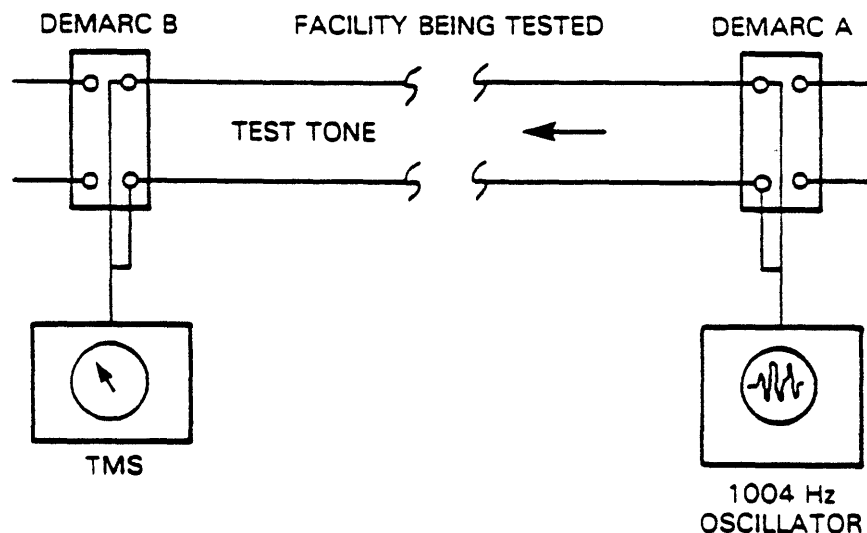 DEMARC B
FACILITY BEING TESTED
DEMARC A
TEST TONE
TMS
1004 Hz
OSCILLATOR